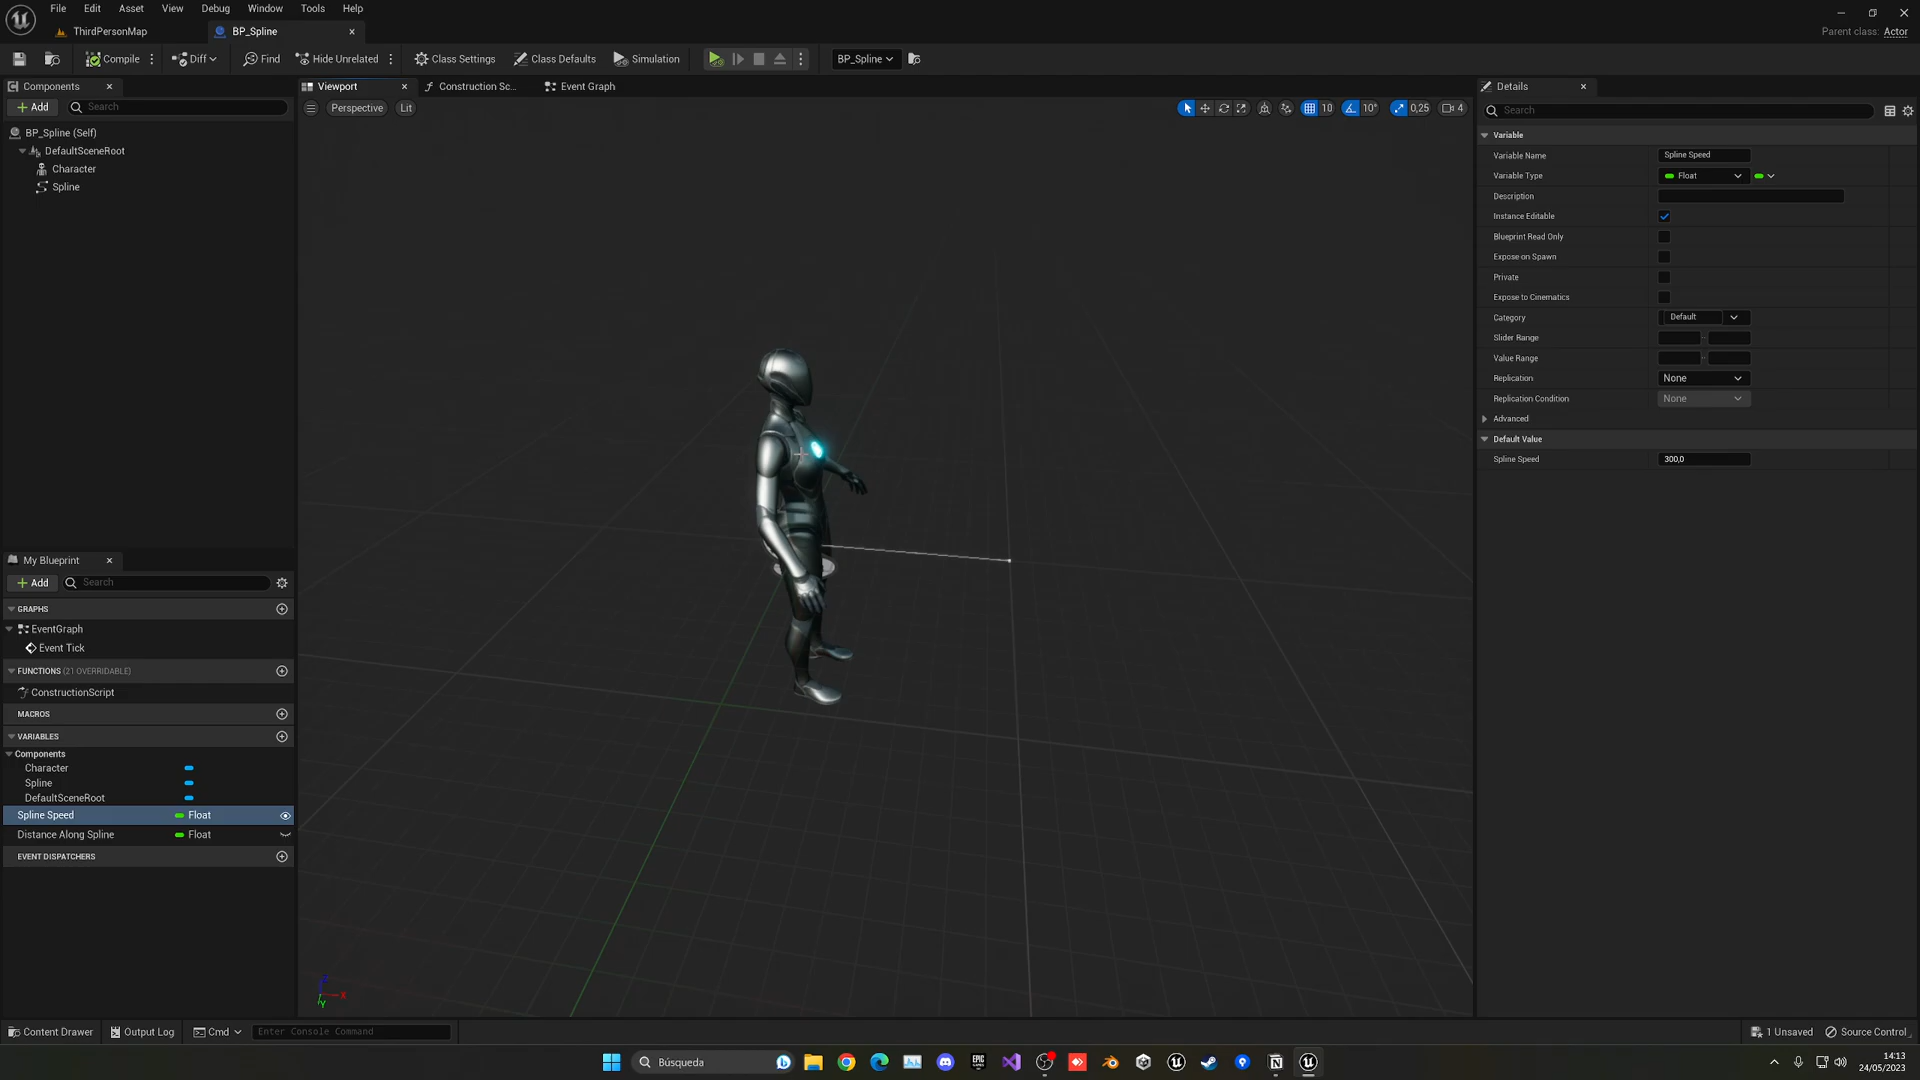 File Edit Asset View Debug Window Tools Help
ThirdPersonMap
BP_Spline
Parent class: Actor
Compile
Diff
Find
Hide Unrelated
Class Settings
Class Defaults
Simulation
BP_Spline
Components
Viewport
Construction Sc...
Event Graph
Details
Add
Search
Perspective
Lit
10
10°
0,25
4
Search
BP_Spline (Self)
DefaultSceneRoot
Character
Spline
Variable
Variable Name
Spline Speed
Variable Type
Float
Description
Instance Editable
Blueprint Read Only
Expose on Spawn
Private
Expose to Cinematics
Category
Default
Slider Range
Value Range
Replication
None
Replication Condition
None
Advanced
Default Value
Spline Speed
300,0
My Blueprint
Add
Search
GRAPHS
EventGraph
Event Tick
FUNCTIONS (21 OVERRIDABLE)
ConstructionScript
MACROS
VARIABLES
Components
Character
Spline
DefaultSceneRoot
Spline Speed Float
Distance Along Spline Float
EVENT DISPATCHERS
Z
X
Y
Content Drawer
Output Log
Cmd
Enter Console Command
1 Unsaved
Source Control
Búsqueda
14:13
24/05/2023